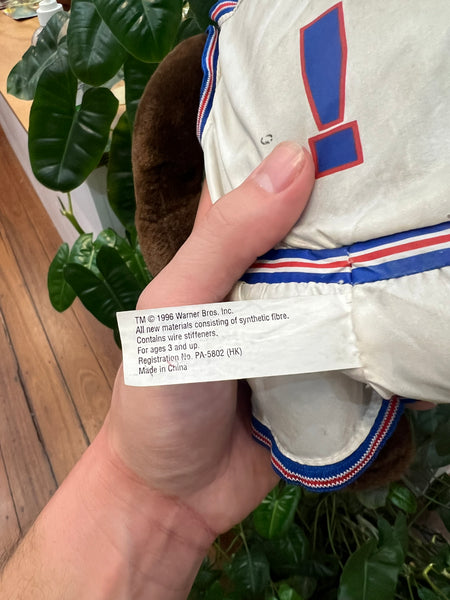 !
TM © 1996 Warner Bros. Inc.
All new materials consisting of synthetic fibre.
Contains wire stiffeners.
For ages 3 and up.
Registration No. PA-5802 (HK)
Made in China